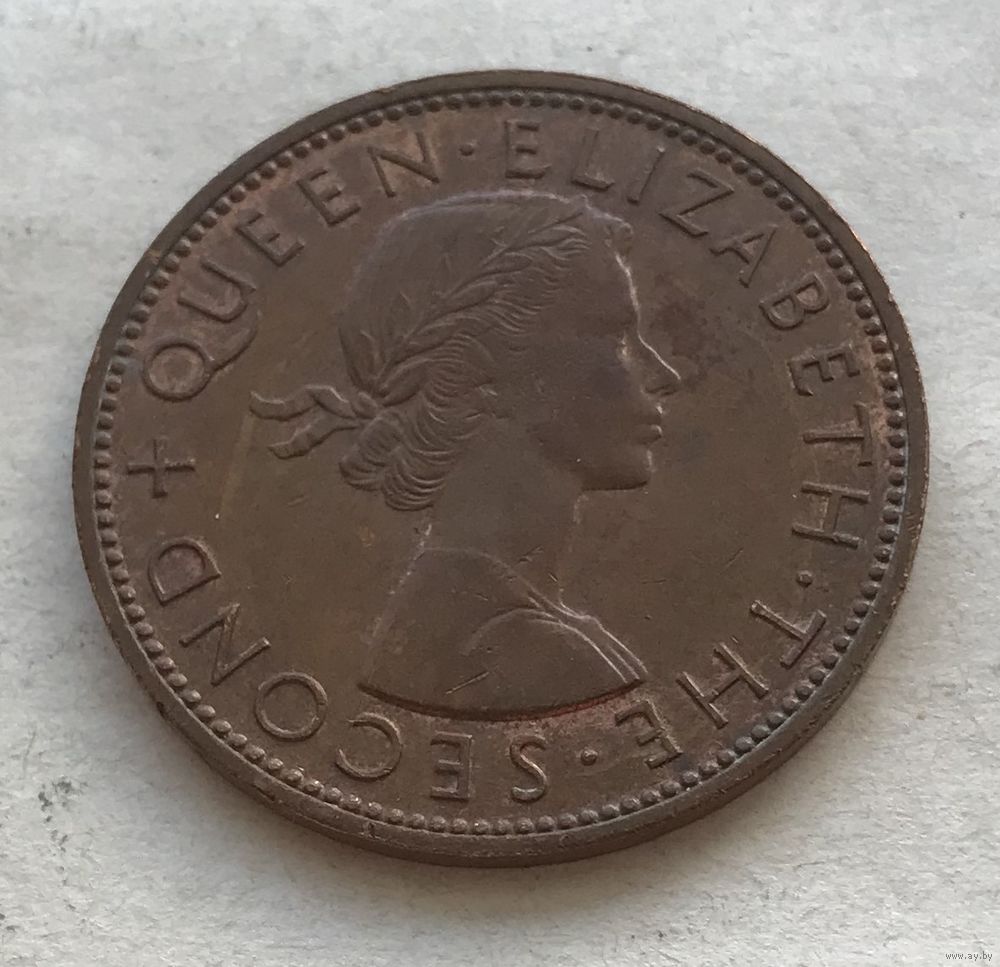 + QUEEN · ELIZABETH · THE · SECOND
www.ay.by